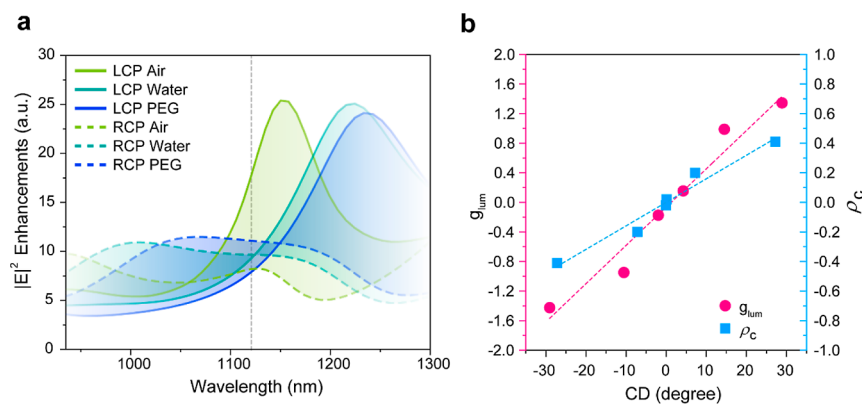 a
30
25
20
15
10
5
0
|E|² Enhancements (a.u.)
LCP Air
LCP Water
LCP PEG
RCP Air
RCP Water
RCP PEG
1000
1100
1200
1300
Wavelength (nm)
b
2.0
1.6
1.2
0.8
0.4
0.0
-0.4
-0.8
-1.2
-1.6
-2.0
g_lum
1.0
0.8
0.6
0.4
0.2
0.0
-0.2
-0.4
-0.6
-0.8
-1.0
ρ_c
g_lum
ρ_c
-30
-20
-10
0
10
20
30
CD (degree)